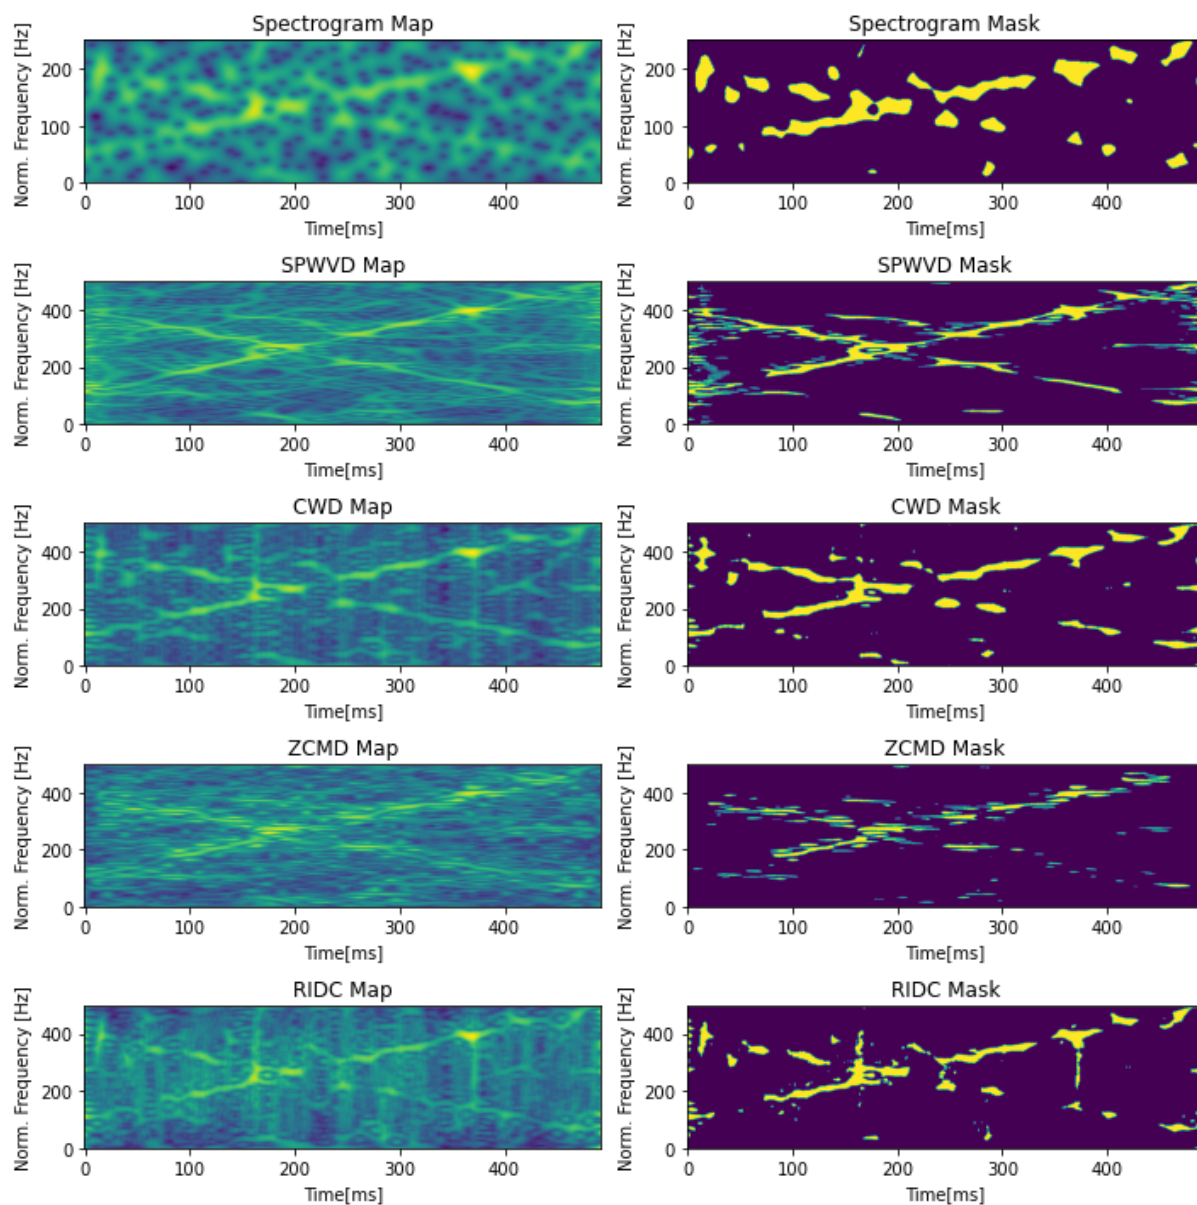 Spectrogram Map
Norm. Frequency [Hz]
200
100
0
0 100 200 300 400
Time[ms]
Spectrogram Mask
Norm. Frequency [Hz]
200
100
0
0 100 200 300 400
Time[ms]
SPWVD Map
Norm. Frequency [Hz]
400
200
0
0 100 200 300 400
Time[ms]
SPWVD Mask
Norm. Frequency [Hz]
400
200
0
0 100 200 300 400
Time[ms]
CWD Map
Norm. Frequency [Hz]
400
200
0
0 100 200 300 400
Time[ms]
CWD Mask
Norm. Frequency [Hz]
400
200
0
0 100 200 300 400
Time[ms]
ZCMD Map
Norm. Frequency [Hz]
400
200
0
0 100 200 300 400
Time[ms]
ZCMD Mask
Norm. Frequency [Hz]
400
200
0
0 100 200 300 400
Time[ms]
RIDC Map
Norm. Frequency [Hz]
400
200
0
0 100 200 300 400
Time[ms]
RIDC Mask
Norm. Frequency [Hz]
400
200
0
0 100 200 300 400
Time[ms]